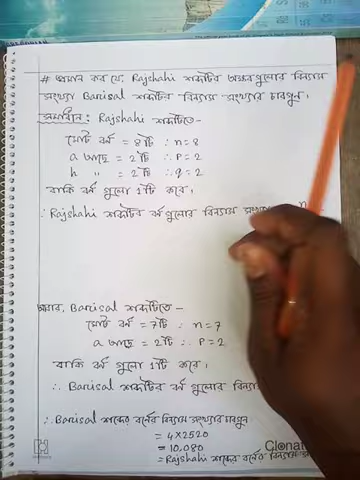 # প্রমান কর যে, Rajshahi শব্দটির অক্ষরগুলোর বিন্যাস
সংখ্যা Barisal শব্দটির বিন্যাস সংখ্যার চারগুন।
সমাধান: Rajshahi শব্দটিতে-
মোট বর্ণ = 8টি ∴ n = 8
a আছে = 2টি ∴ P = 2
h " = 2টি ∴ q = 2
বাকি বর্ণ গুলো 1টি করে।
∴ Rajshahi শব্দটির বর্ণ গুলোর বিন্যাস
আবার, Barisal শব্দটিতে-
মোট বর্ণ = 7টি ∴ n = 7
a আছে = 2টি ∴ P = 2
বাকি বর্ণ গুলো 1টি করে।
∴ Barisal শব্দটির বর্ণ গুলোর
∴ Barisal শব্দের বর্ণের বিন্যাস সংখ্যার চারগুন
= 4 × 2520
= 10,080
= Rajshahi শব্দের বর্ণের বিন্যাস